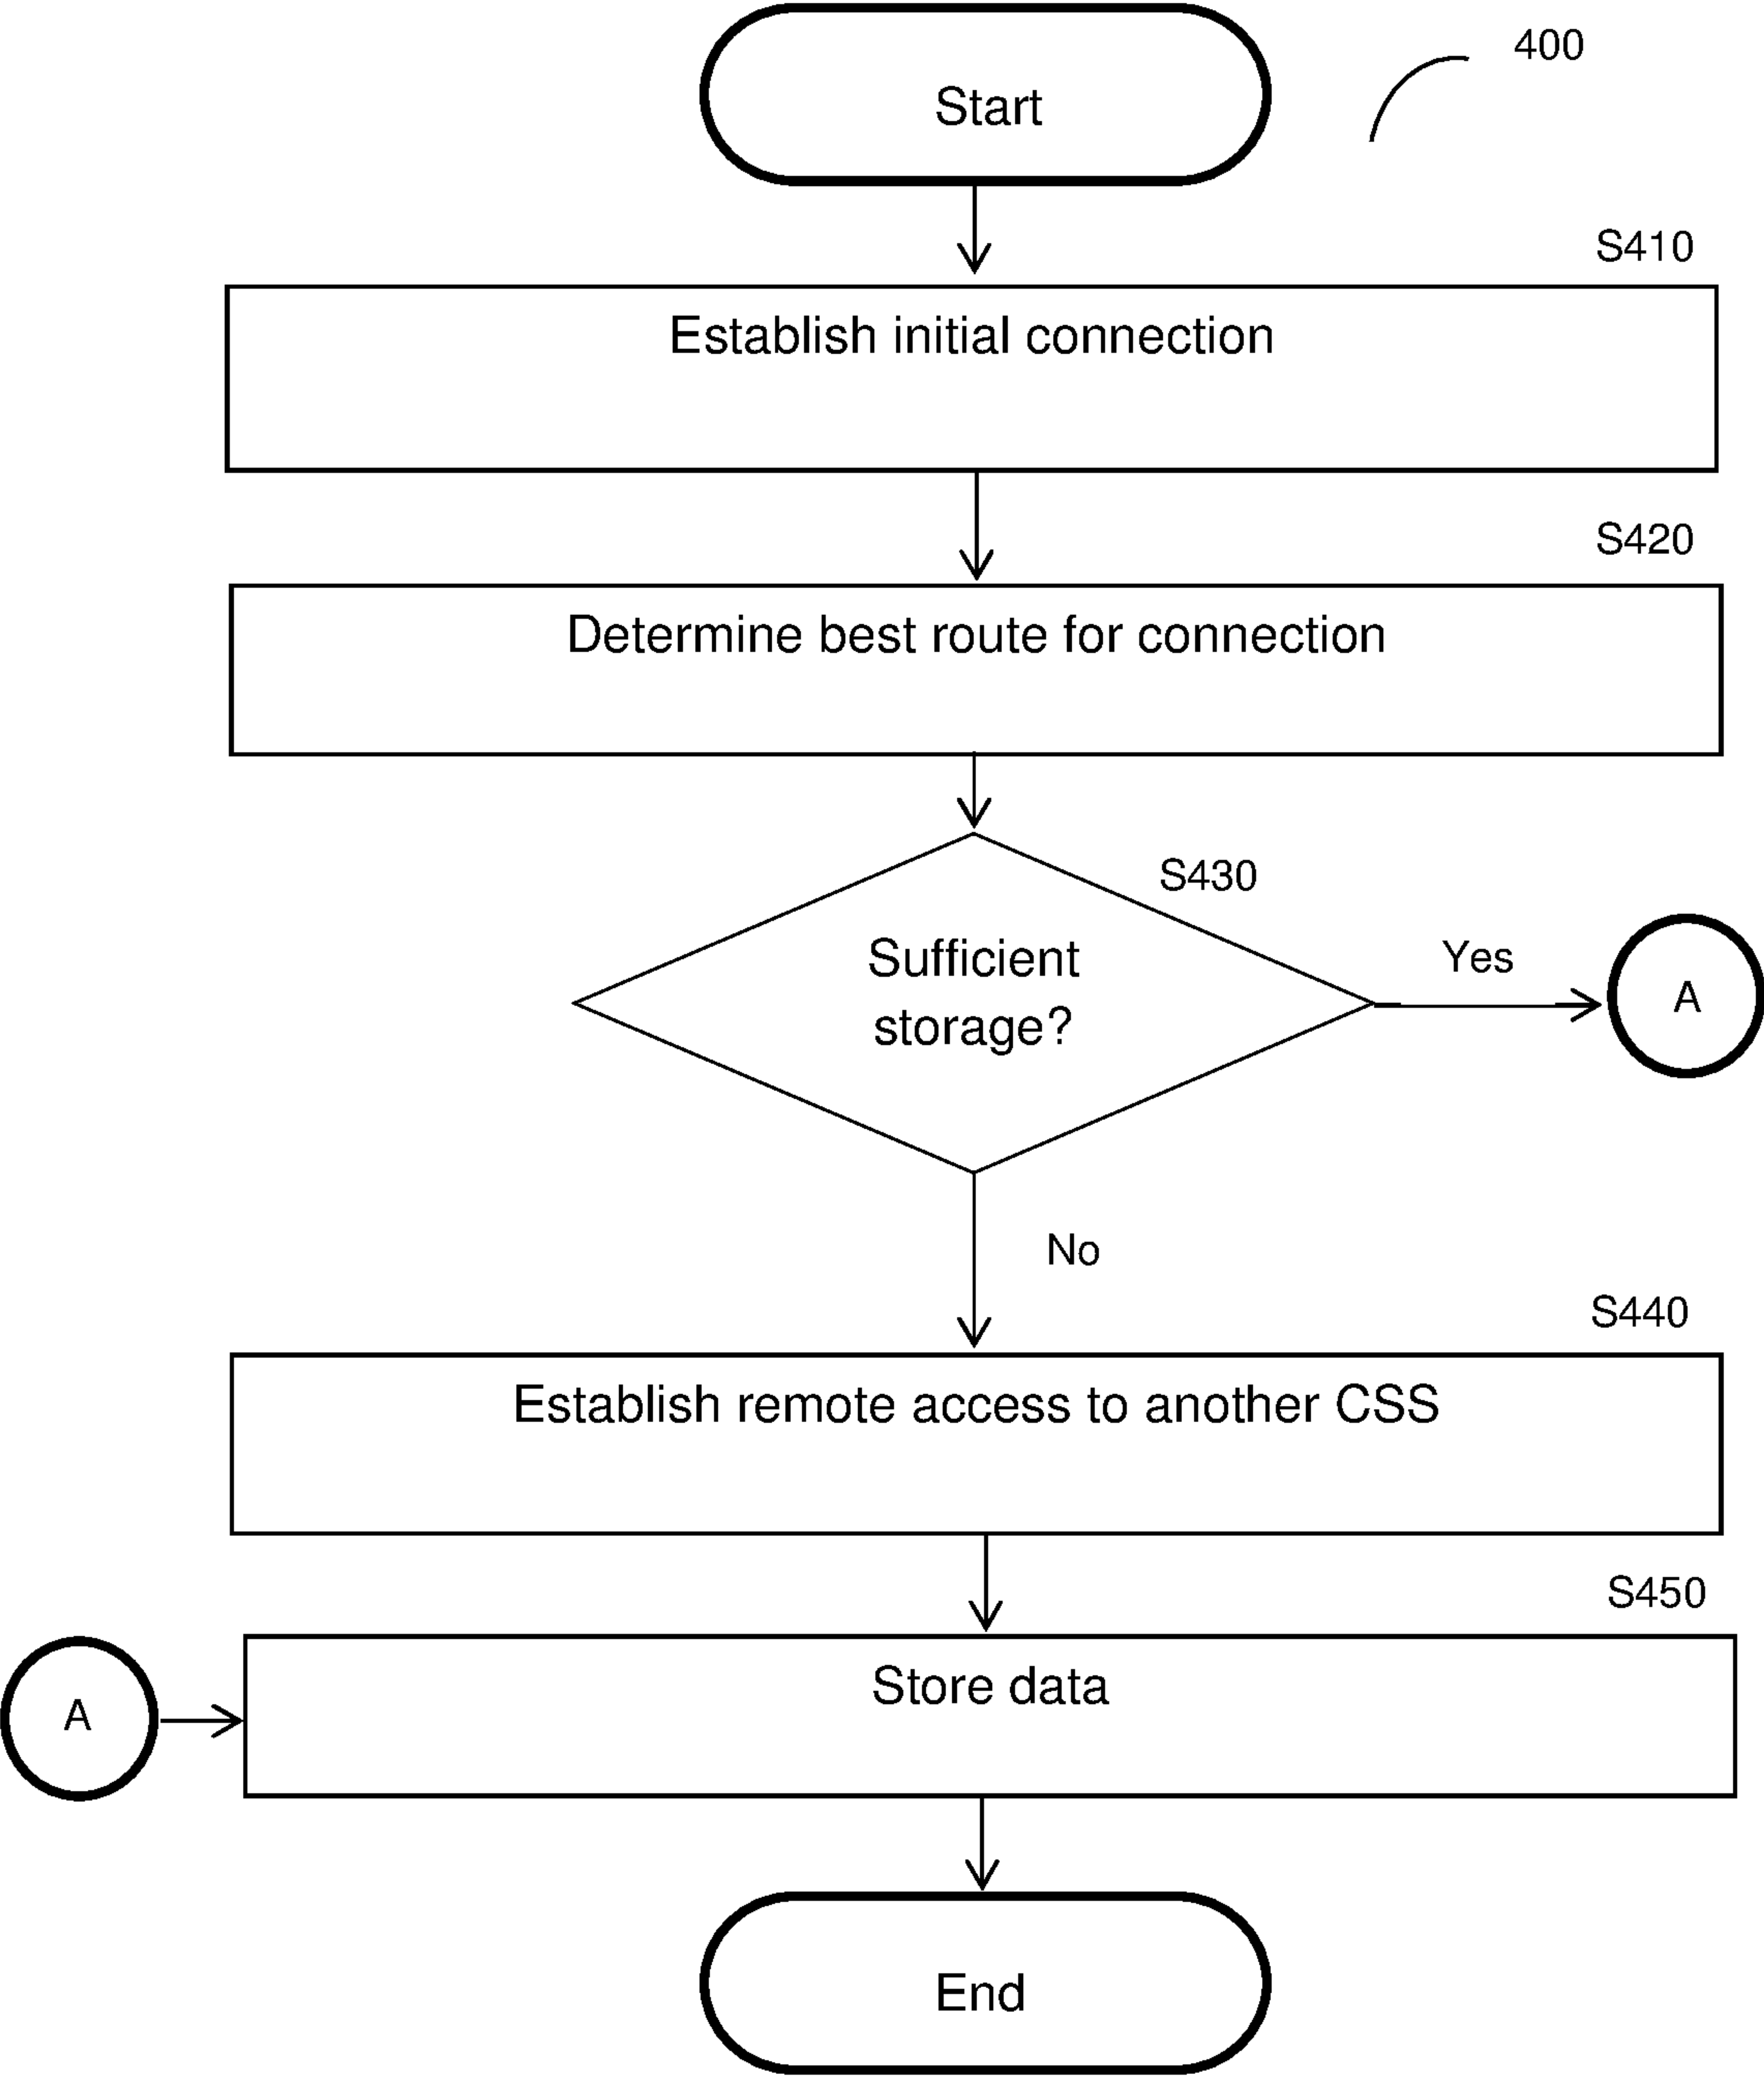 Start
400
S410
Establish initial connection
S420
Determine best route for connection
S430
Sufficient
storage?
Yes
A
No
S440
Establish remote access to another CSS
S450
Store data
A
End